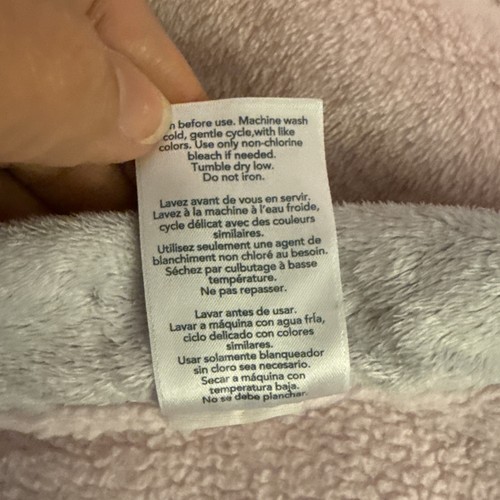 before use. Machine wash
cold, gentle cycle,with like
colors. Use only non-chlorine
bleach if needed.
Tumble dry low.
Do not iron.
Lavez avant de vous en servir.
Lavez à la machine à l'eau froide,
cycle délicat avec des couleurs
similaires.
Utilisez seulement une agent de
blanchiment non chloré au besoin.
Séchez par culbutage à basse
température.
Ne pas repasser.
Lavar antes de usar.
Lavar a máquina con agua fría,
ciclo delicado con colores
similares.
Usar solamente blanqueador
sin cloro sea necesario.
Secar a máquina con
temperatura baja.
No se debe planchar.